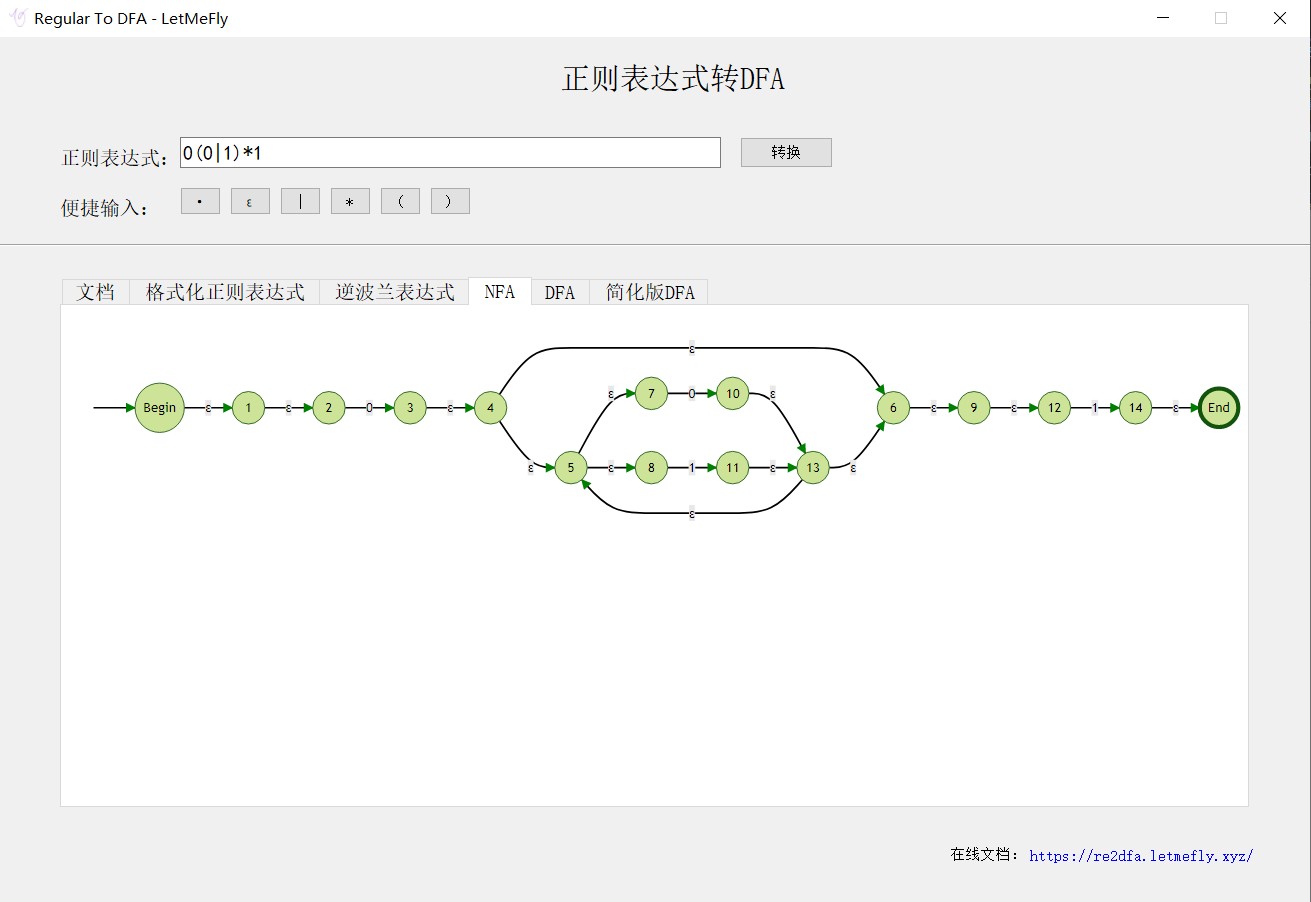 Regular To DFA - LetMeFly
正则表达式转DFA
正则表达式： 0(0|1)*1 转换
便捷输入： · ε | * ( )
文档 格式化正则表达式 逆波兰表达式 NFA DFA 简化版DFA
ε
ε 7 0 10 ε
Begin ε 1 ε 2 0 3 ε 4 6 ε 9 ε 12 1 14 ε End
ε 5 ε 8 1 11 ε 13 ε
ε
在线文档： https://re2dfa.letmefly.xyz/